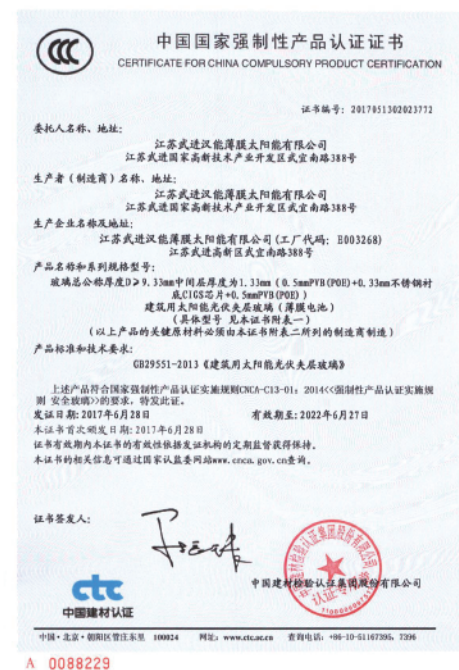 中国国家强制性产品认证证书
CERTIFICATE FOR CHINA COMPULSORY PRODUCT CERTIFICATION
证书编号：2017051302023772
委托人名称、地址：
江苏武进汉能薄膜太阳能有限公司
江苏武进国家高新技术产业开发区武宜南路388号
生产者（制造商）名称、地址：
江苏武进汉能薄膜太阳能有限公司
江苏武进国家高新技术产业开发区武宜南路388号
生产企业名称及地址：
江苏武进汉能薄膜太阳能有限公司(工厂代码：E003268)
江苏武进高新区武宜南路388号
产品名称和系列规格型号：
玻璃总公称厚度D≥9.33mm中间层厚度为1.33mm（0.5mmPVB(POE)+0.33mm不锈钢衬
底CIGS芯片+0.5mmPVB(POE)）
建筑用太阳能光伏夹层玻璃（薄膜电池）
（具体型号 见本证书附表一）
（以上产品的关键原材料必须由本证书附表二所列的制造商制造）
产品标准和技术要求：
GB29551-2013《建筑用太阳能光伏夹层玻璃》
上述产品符合国家强制性产品认证实施规则CNCA-C13-01：2014<<强制性产品认证实施规
则 安全玻璃>>的要求，特发此证。
发证日期：2017年6月28日 有效期至：2022年6月27日
本证书首次颁发日期：2017年6月28日
证书有效期内本证书的有效性依据发证机构的定期监督获得保持。
本证书的相关信息可通过国家认监委网站www.cnca.gov.cn查询。
证书签发人：
中国建材检验认证集团股份有限公司
认证专用章
ctc
中国建材认证
中国·北京·朝阳区管庄东里 100024 网址：www.ctc.ac.cn 查询电话：+86-10-51167395，7396
A 0088229